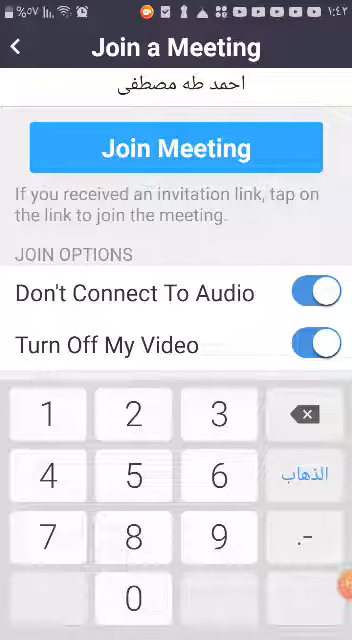 %٥٧ ١:٤٢
Join a Meeting
احمد طه مصطفى
Join Meeting
If you received an invitation link, tap on
the link to join the meeting.
JOIN OPTIONS
Don't Connect To Audio
Turn Off My Video
1 2 3
4 5 6 الذهاب
7 8 9 .-
0